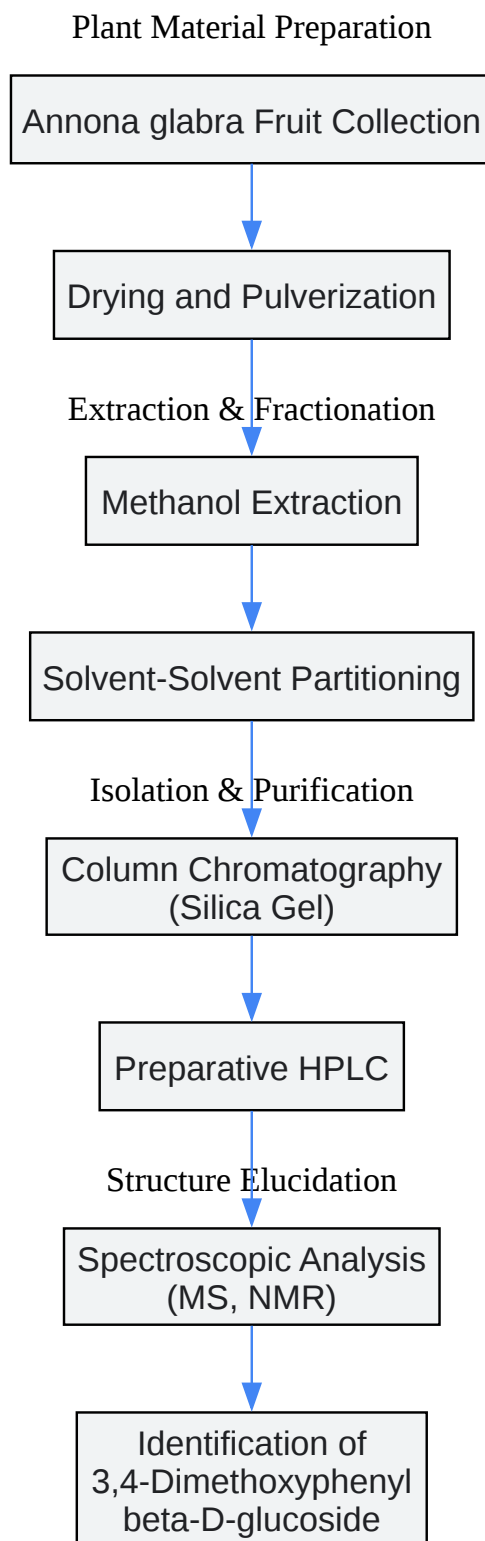 Plant Material Preparation
Annona glabra Fruit Collection
Drying and Pulverization
Extraction & Fractionation
Methanol Extraction
Solvent-Solvent Partitioning
Isolation & Purification
Column Chromatography
(Silica Gel)
Preparative HPLC
Structure Elucidation
Spectroscopic Analysis
(MS, NMR)
Identification of
3,4-Dimethoxyphenyl
beta-D-glucoside